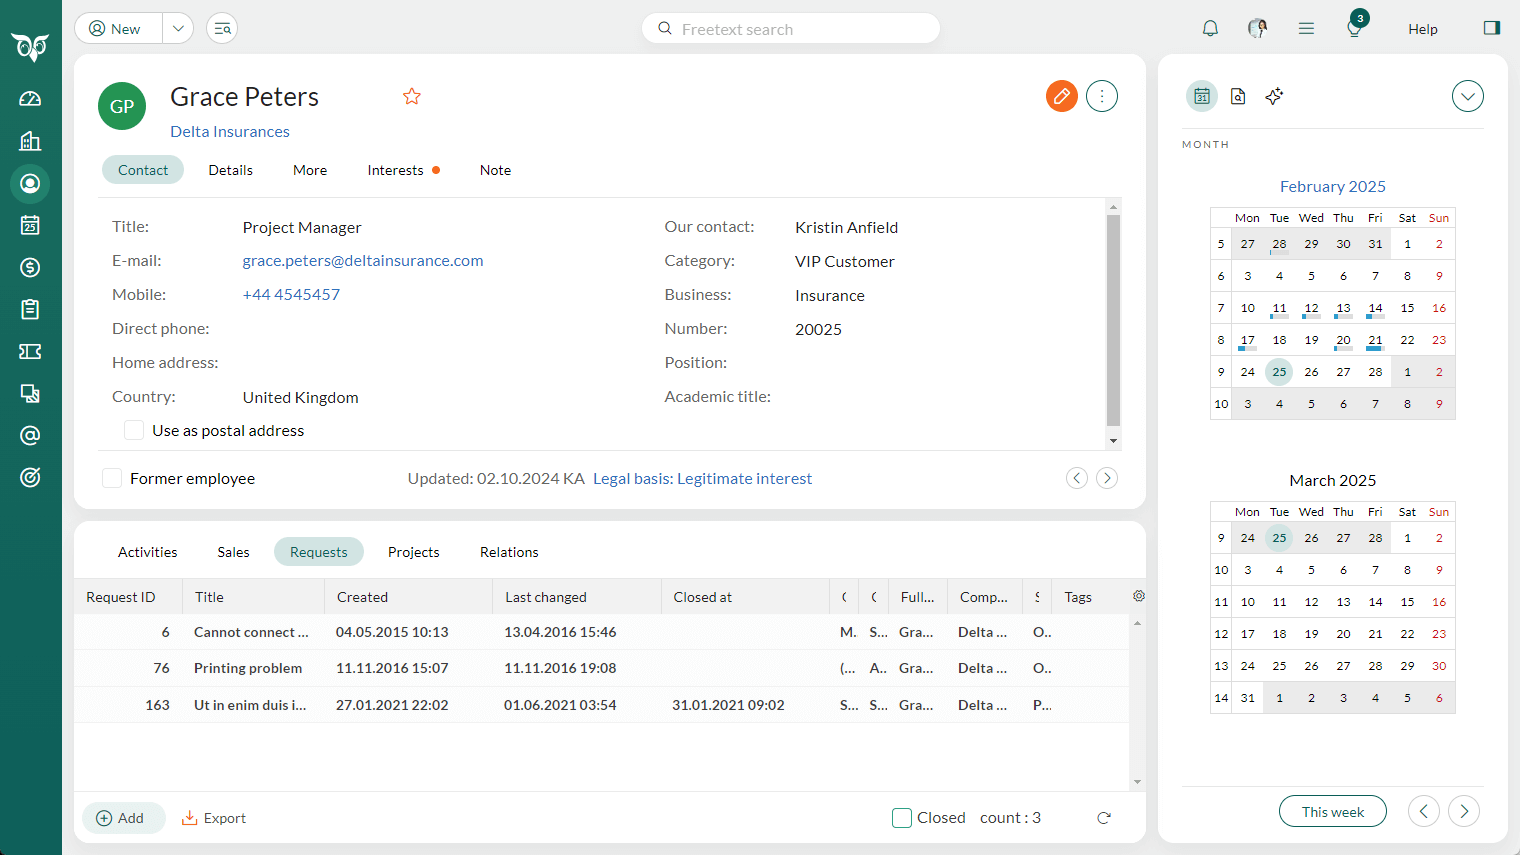 New
Freetext search
3
Help
GP
Grace Peters
Delta Insurances
Contact Details More Interests Note
Title: Project Manager
E-mail: grace.peters@deltainsurance.com
Mobile: +44 4545457
Direct phone:
Home address:
Country: United Kingdom
Use as postal address
Our contact: Kristin Anfield
Category: VIP Customer
Business: Insurance
Number: 20025
Position:
Academic title:
Former employee Updated: 02.10.2024 KA Legal basis: Legitimate interest
Activities Sales Requests Projects Relations
Request ID Title Created Last changed Closed at Full... Comp... Tags
6 Cannot connect ... 04.05.2015 10:13 13.04.2016 15:46 M. S... Gra... Delta ... O..
76 Printing problem 11.11.2016 15:07 11.11.2016 19:08 (... A.. Gra... Delta ... O..
163 Ut in enim duis i... 27.01.2021 22:02 01.06.2021 03:54 31.01.2021 09:02 S... S... Gra... Delta ... P...
Add Export Closed count : 3
25
31
MONTH
February 2025
Mon Tue Wed Thu Fri Sat Sun
5 27 28 29 30 31 1 2
6 3 4 5 6 7 8 9
7 10 11 12 13 14 15 16
8 17 18 19 20 21 22 23
9 24 25 26 27 28 1 2
10 3 4 5 6 7 8 9
March 2025
Mon Tue Wed Thu Fri Sat Sun
9 24 25 26 27 28 1 2
10 3 4 5 6 7 8 9
11 10 11 12 13 14 15 16
12 17 18 19 20 21 22 23
13 24 25 26 27 28 29 30
14 31 1 2 3 4 5 6
This week